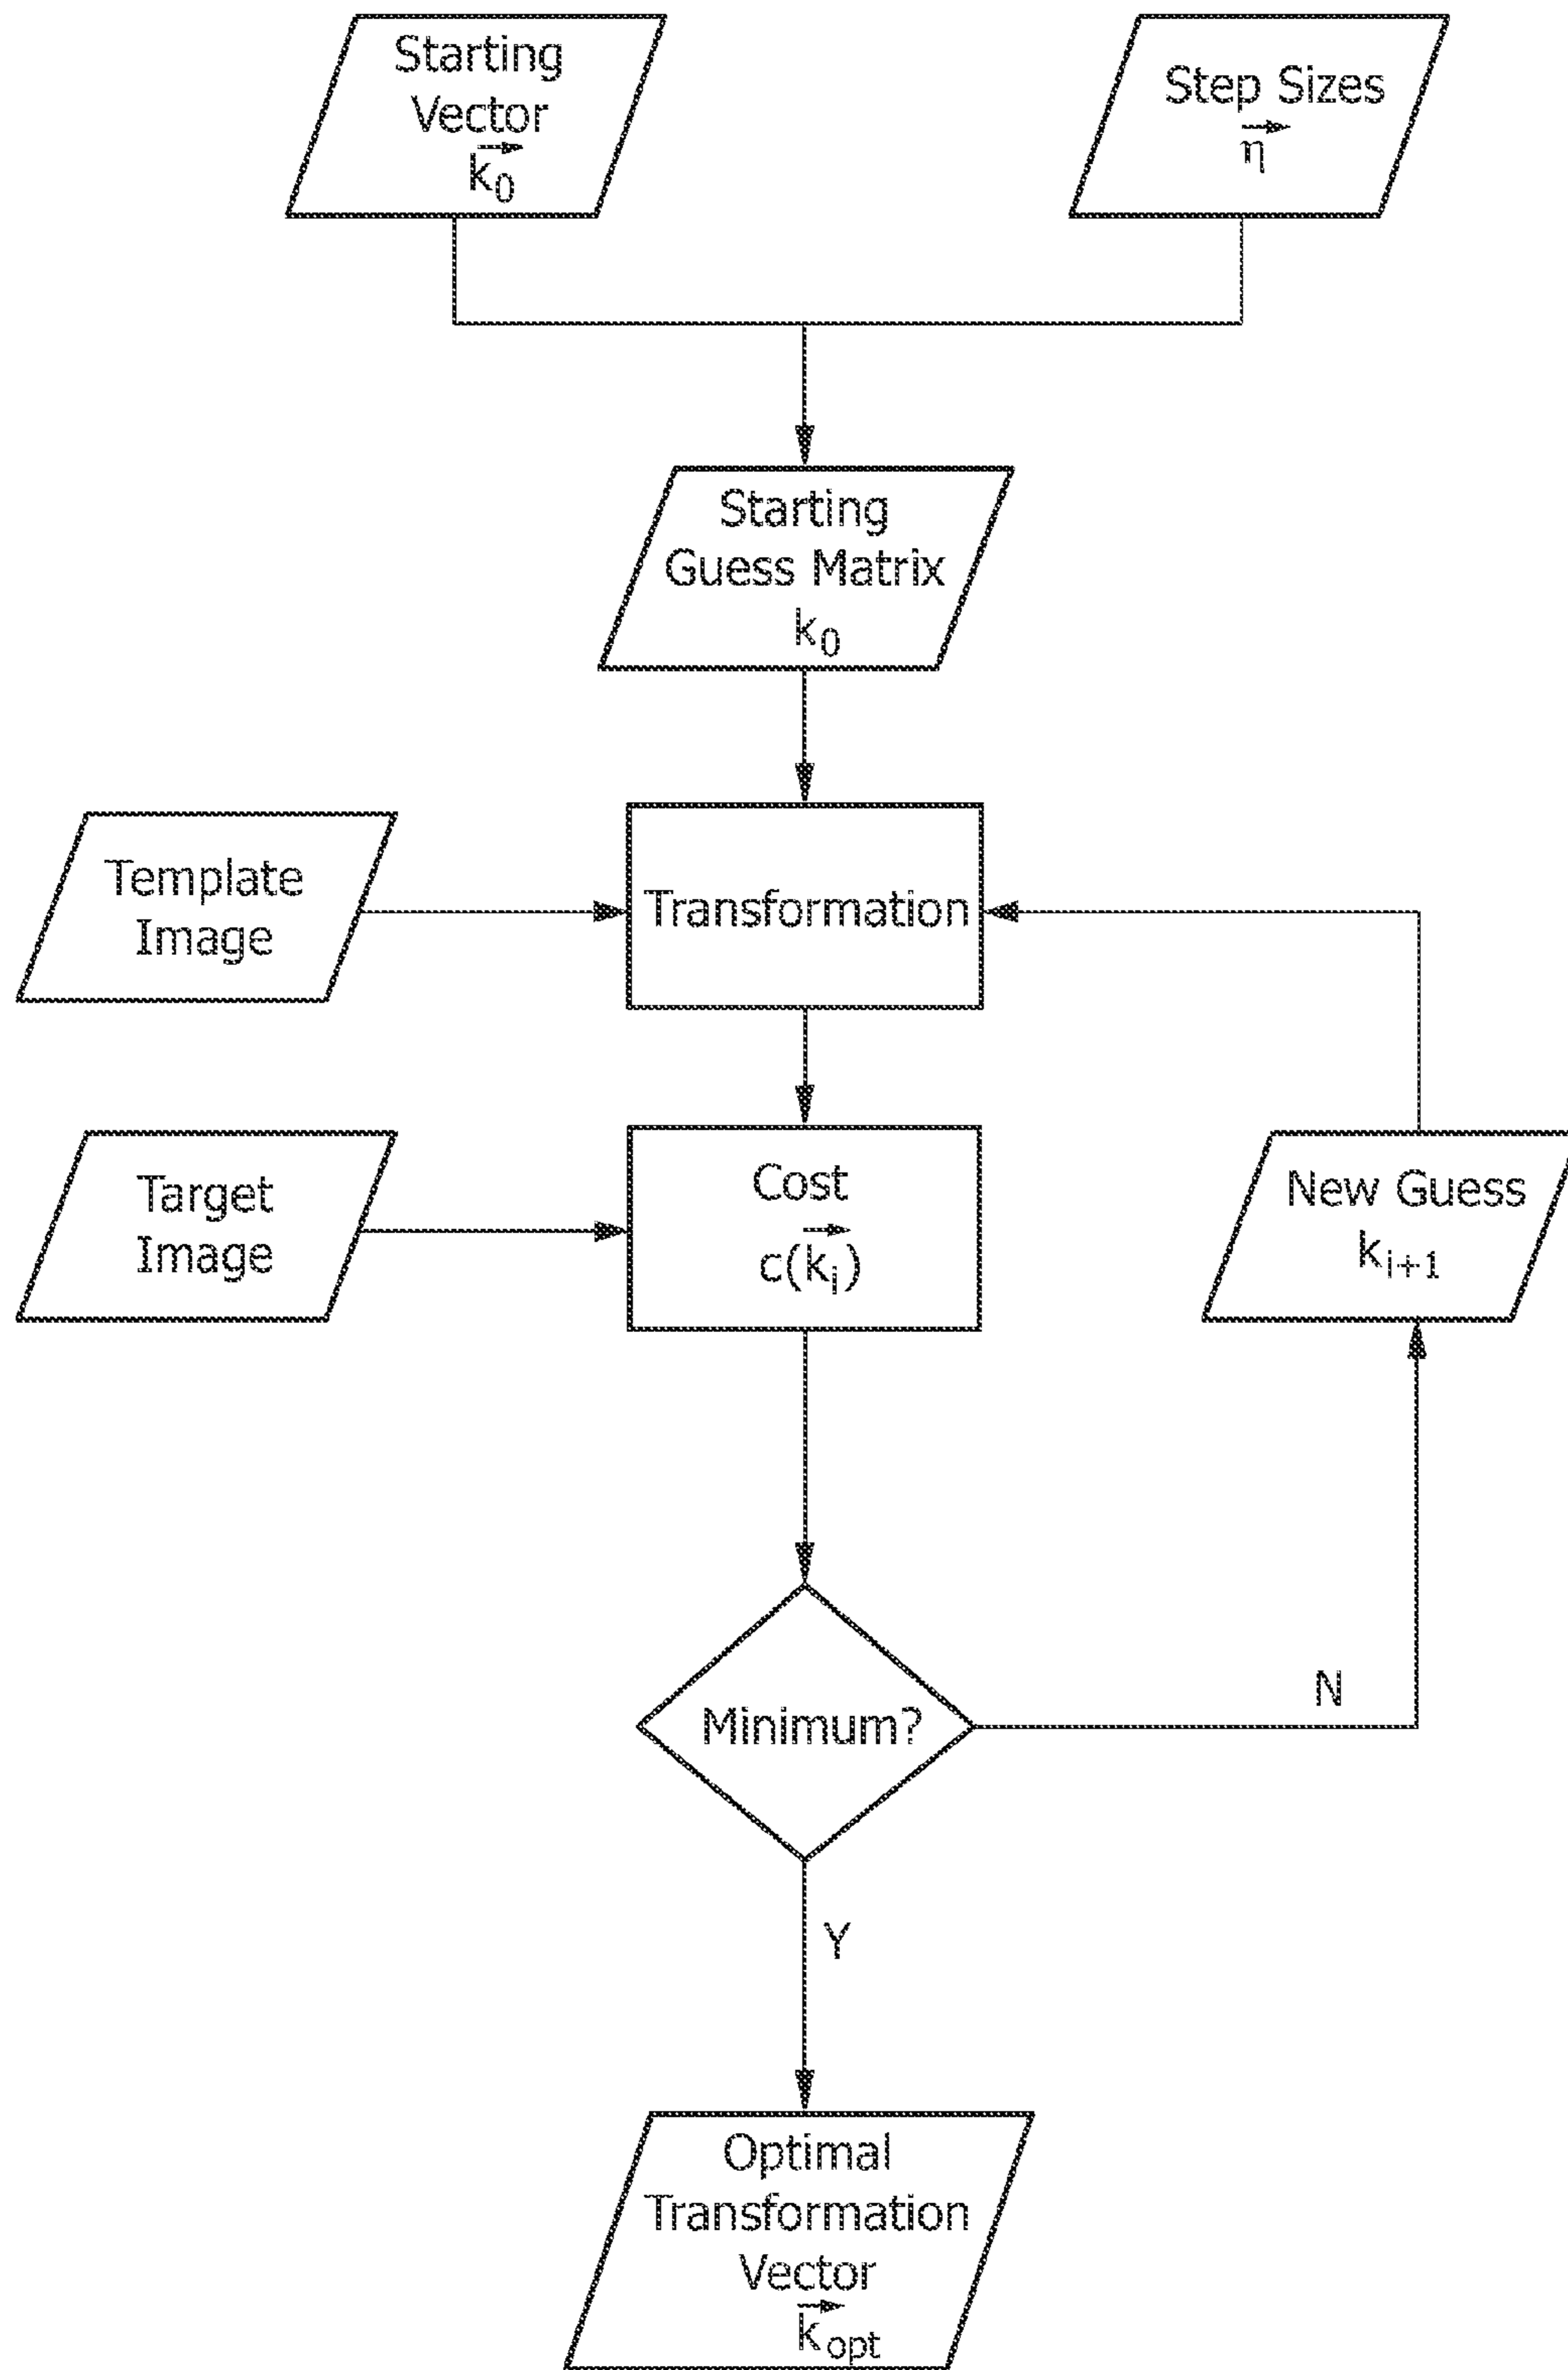 Starting
Vector
k⃗₀
Step Sizes
η⃗
Starting
Guess Matrix
k₀
Template
Image
Transformation
Target
Image
Cost
c(k⃗ᵢ)
New Guess
kᵢ₊₁
Minimum?
N
Y
Optimal
Transformation
Vector
k⃗opt